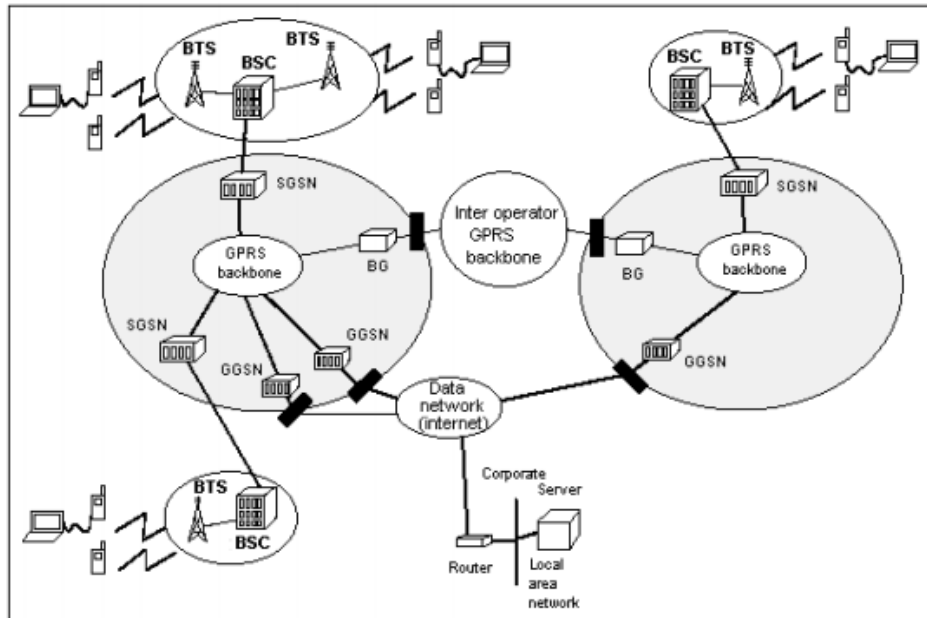 BTS
BTS
BSC
BSC
BTS
SGSN
SGSN
Inter operator
GPRS
backbone
GPRS
backbone
BG
BG
GPRS
backbone
SGSN
GGSN
GGSN
GGSN
Data
network
(internet)
Corporate
Server
BTS
BSC
Router
Local
area
network